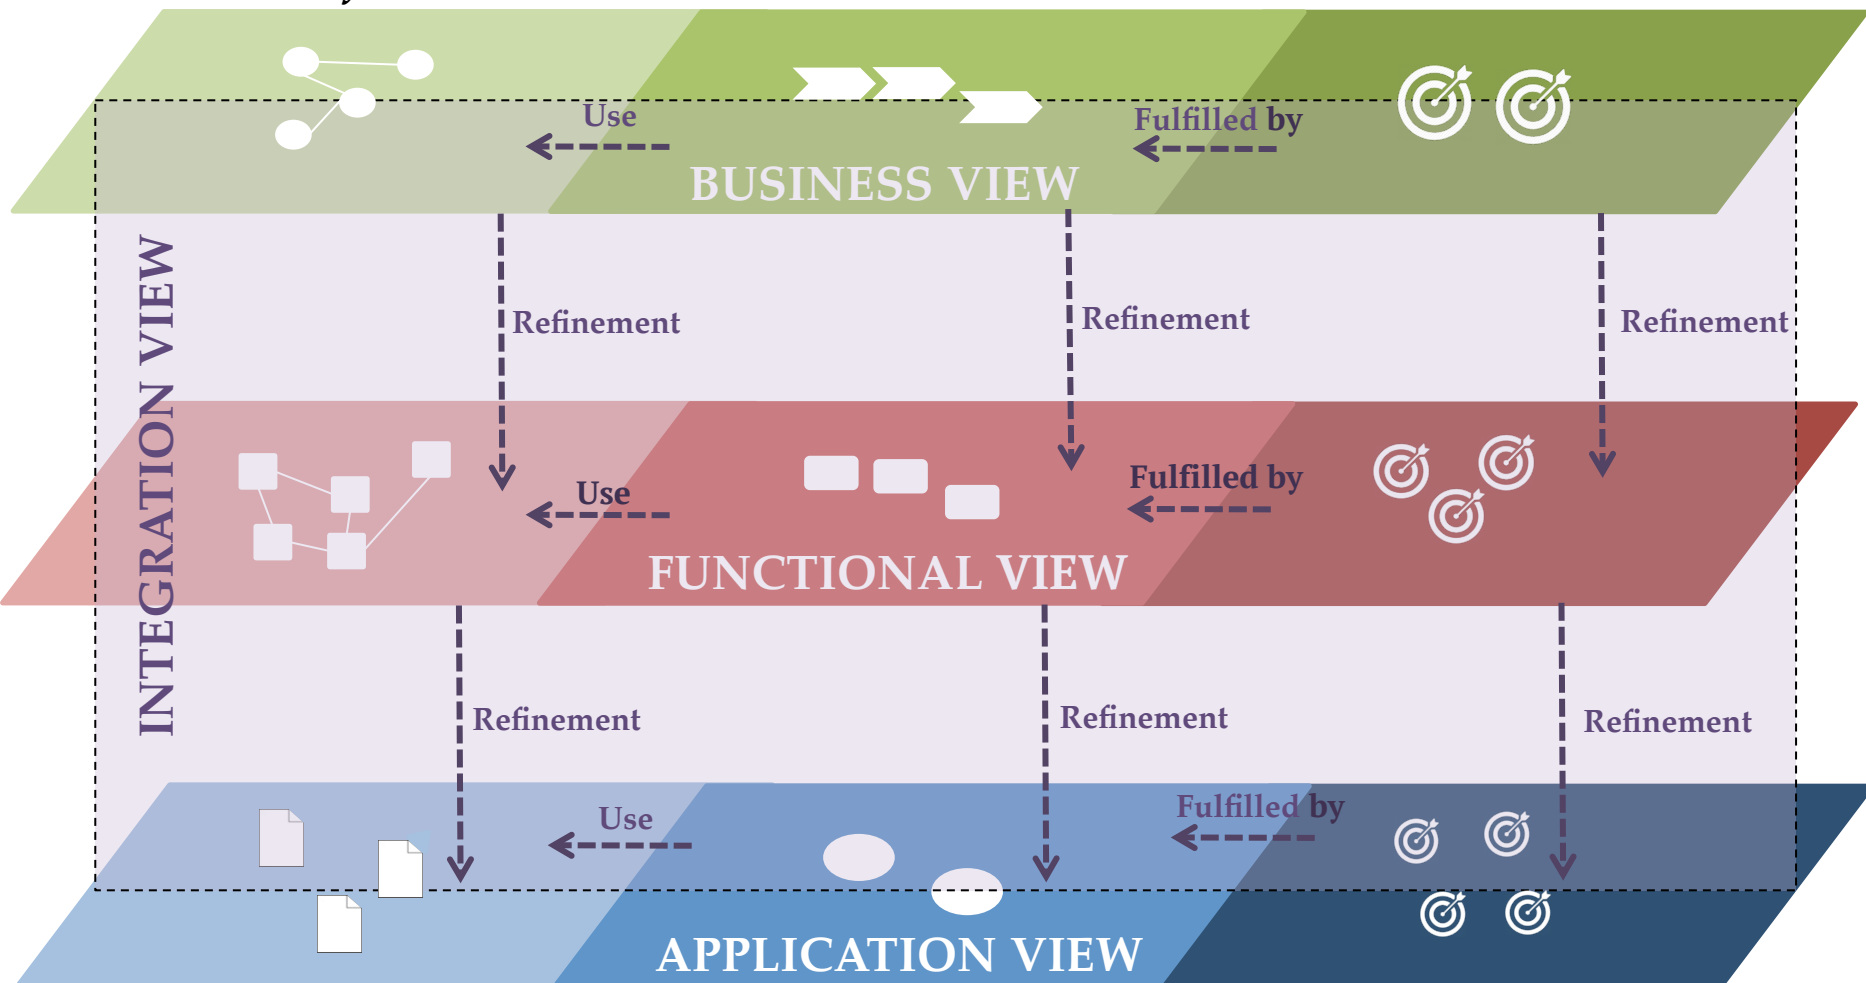 Use
Fulfilled by
BUSINESS VIEW
INTEGRATION VIEW
Refinement
Refinement
Refinement
Use
Fulfilled by
FUNCTIONAL VIEW
Refinement
Refinement
Refinement
Use
Fulfilled by
APPLICATION VIEW